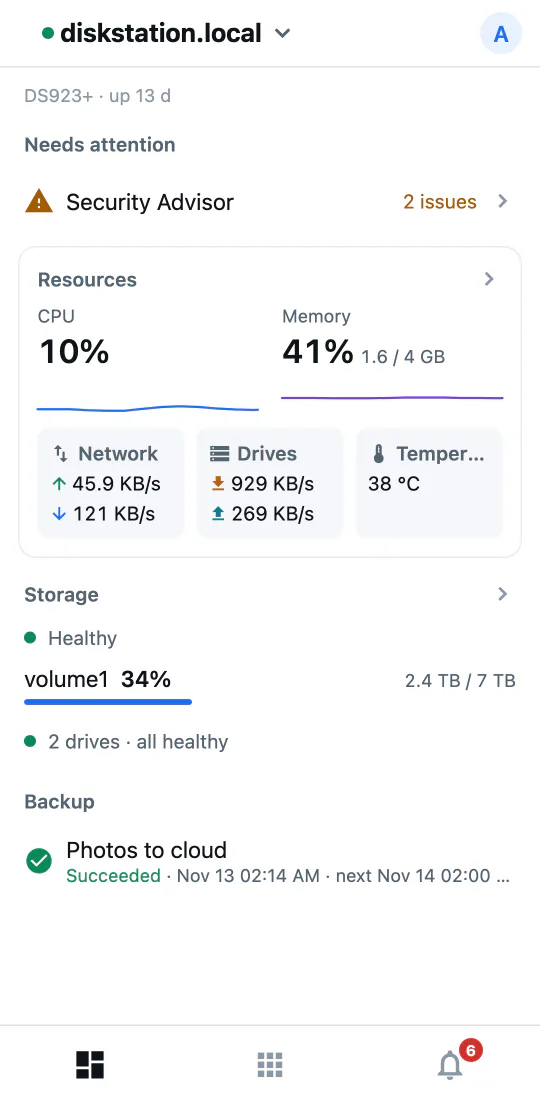 diskstation.local
A
DS923+ · up 13 d
Needs attention
Security Advisor 2 issues
Resources
CPU
10%
Memory
41% 1.6 / 4 GB
Network
45.9 KB/s
121 KB/s
Drives
929 KB/s
269 KB/s
Temper...
38 °C
Storage
Healthy
volume1 34% 2.4 TB / 7 TB
2 drives · all healthy
Backup
Photos to cloud
Succeeded · Nov 13 02:14 AM · next Nov 14 02:00 ...
6